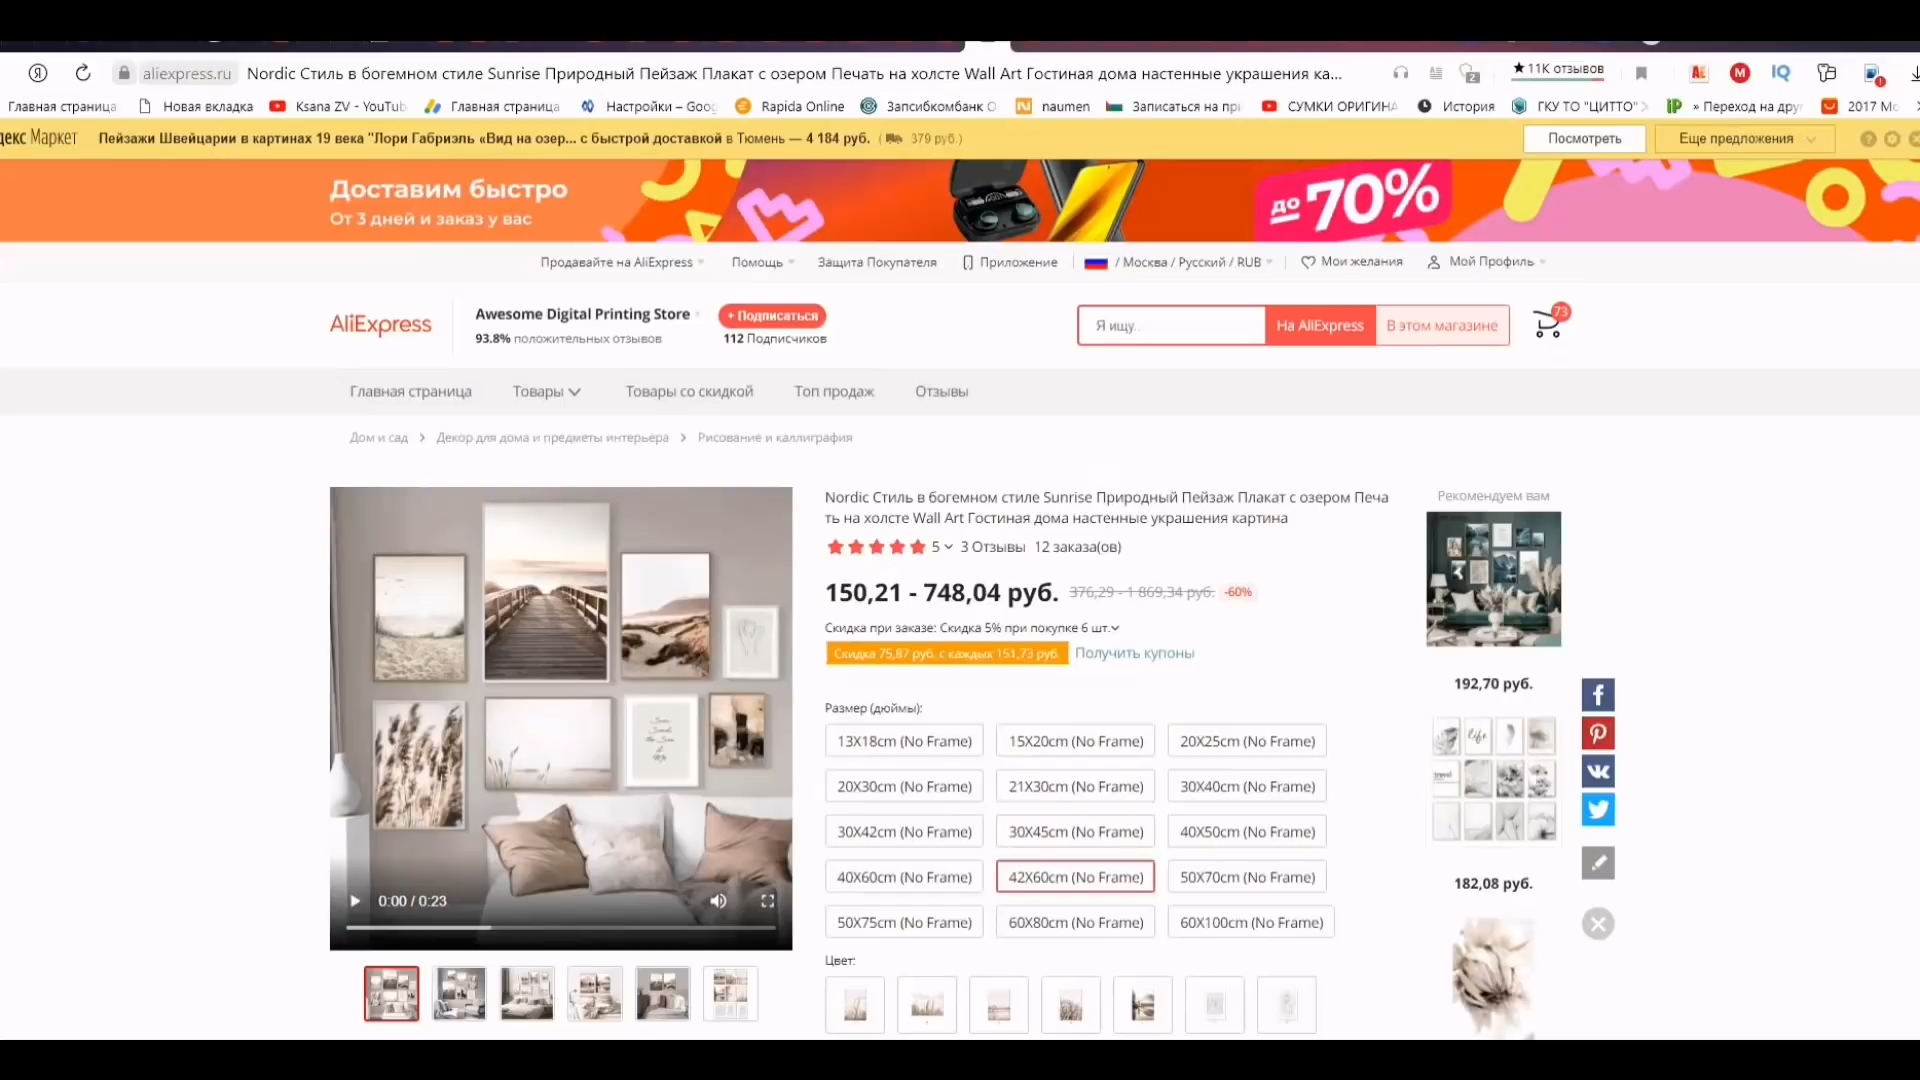 aliexpress.ru Nordic Стиль в богемном стиле Sunrise Природный Пейзаж Плакат с озером Печать на холсте Wall Art Гостиная дома настенные украшения ка... 2 ★ 11К отзывов AE M IQ
Главная страница Новая вкладка Ksana ZV - YouTub Главная страница Настройки – Goog Rapida Online Запсибкомбанк О naumen Записаться на при СУМКИ ОРИГИНА История ГКУ ТО "ЦИТТО" » Переход на друг 2017 Мо
декс Маркет Пейзажи Швейцарии в картинах 19 века "Лори Габриэль «Вид на озер... с быстрой доставкой в Тюмень — 4 184 руб. ( 379 руб.) Посмотреть Еще предложения
Доставим быстро
От 3 дней и заказ у вас
до 70%
Продавайте на AliExpress Помощь Защита Покупателя Приложение / Москва / Русский / RUB Мои желания Мой Профиль
AliExpress
Awesome Digital Printing Store + Подписаться
93.8% положительных отзывов 112 Подписчиков
Я ищу.. На AliExpress В этом магазине 73
Главная страница Товары Товары со скидкой Топ продаж Отзывы
Дом и сад > Декор для дома и предметы интерьера > Рисование и каллиграфия
Nordic Стиль в богемном стиле Sunrise Природный Пейзаж Плакат с озером Печа
ть на холсте Wall Art Гостиная дома настенные украшения картина
5 3 Отзывы 12 заказа(ов)
150,21 - 748,04 руб. 376,29 - 1 869,34 руб. -60%
Скидка при заказе: Скидка 5% при покупке 6 шт.
Скидка 75,87 руб. с каждых 151,73 руб. Получить купоны
Размер (дюймы):
13X18cm (No Frame) 15X20cm (No Frame) 20X25cm (No Frame)
20X30cm (No Frame) 21X30cm (No Frame) 30X40cm (No Frame)
30X42cm (No Frame) 30X45cm (No Frame) 40X50cm (No Frame)
40X60cm (No Frame) 42X60cm (No Frame) 50X70cm (No Frame)
50X75cm (No Frame) 60X80cm (No Frame) 60X100cm (No Frame)
Цвет:
0:00 / 0:23
Рекомендуем вам
192,70 руб.
life
182,08 руб.